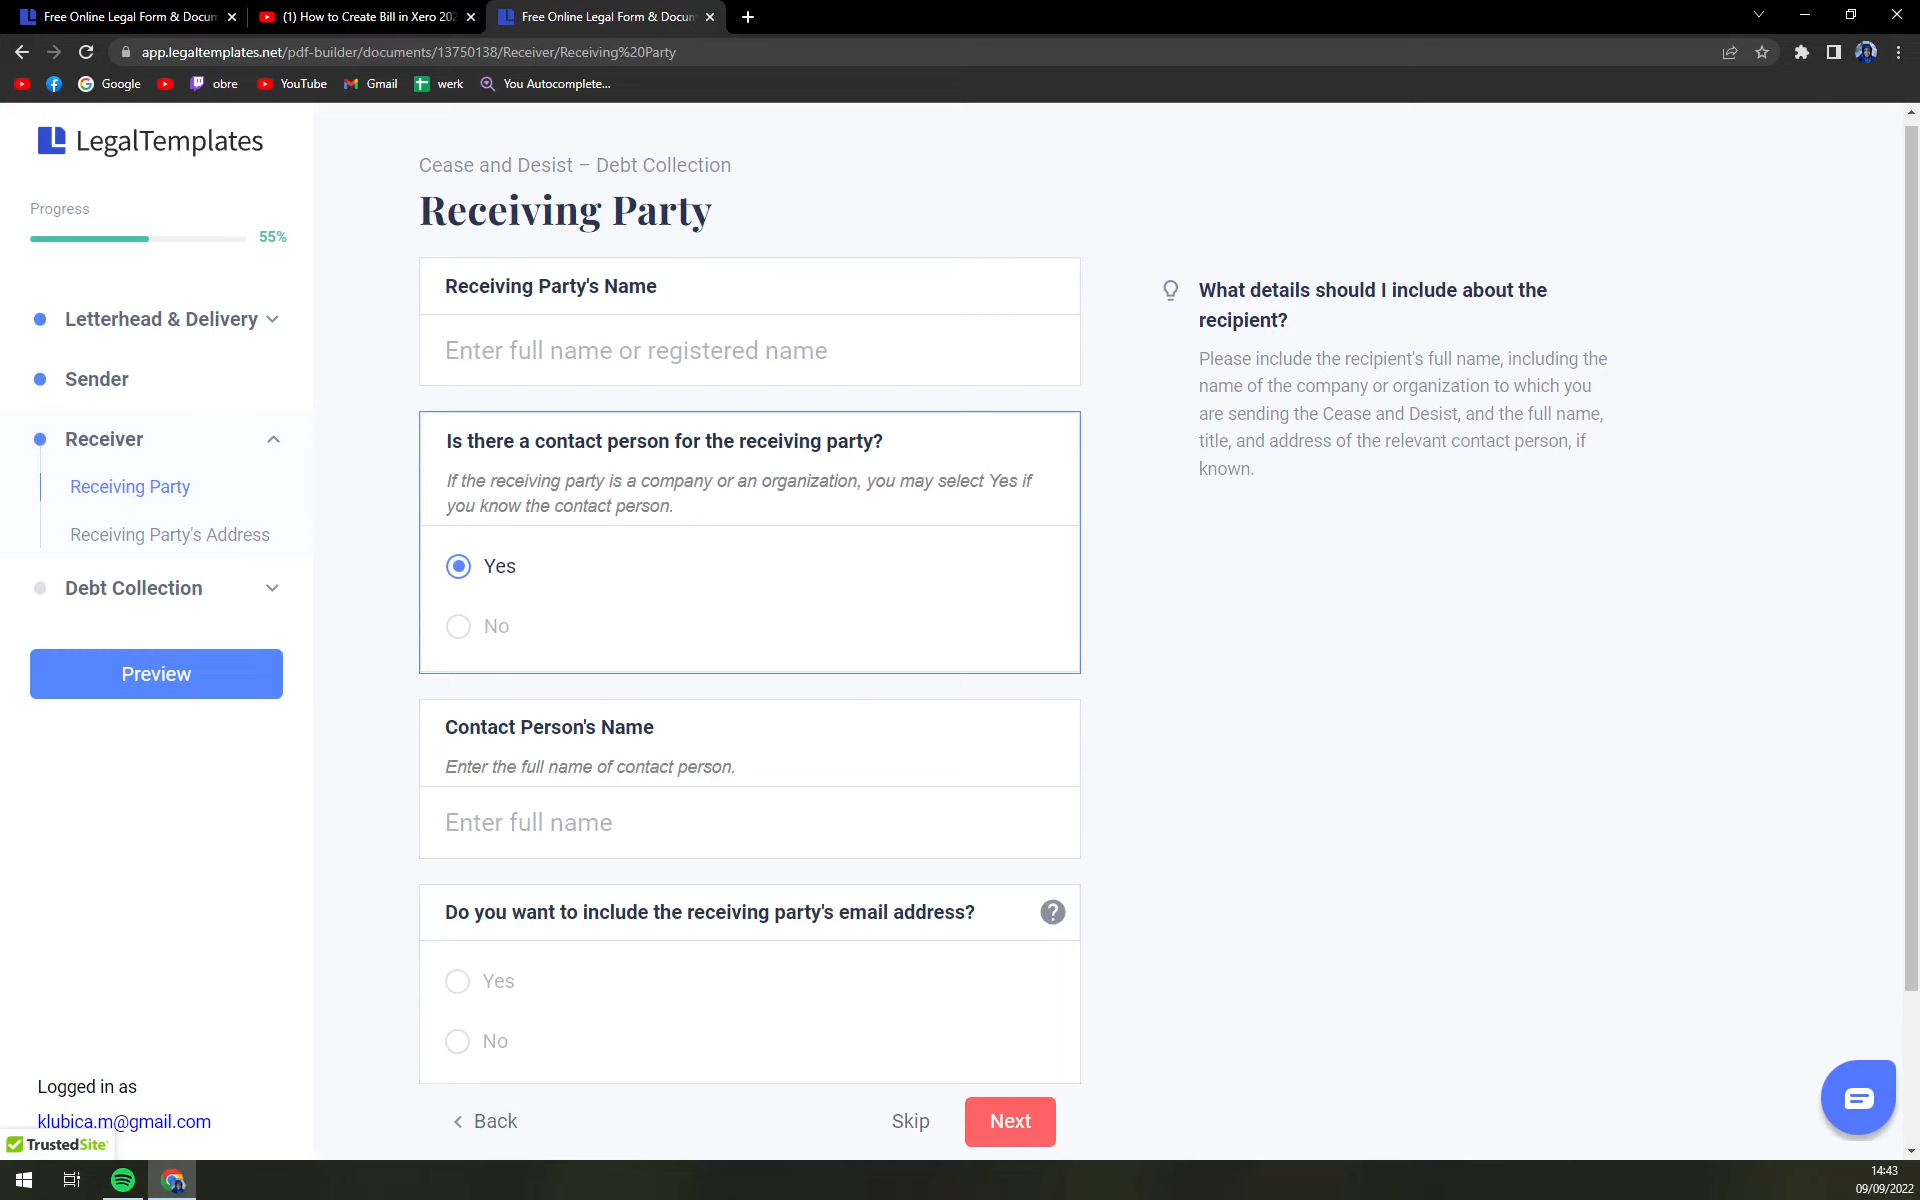 Free Online Legal Form & Docun
(1) How to Create Bill in Xero 202
Free Online Legal Form & Docun
app.legaltemplates.net/pdf-builder/documents/13750138/Receiver/Receiving%20Party
Google
obre
YouTube
Gmail
werk
You Autocomplete...
LegalTemplates
Progress
55%
Letterhead & Delivery
Sender
Receiver
Receiving Party
Receiving Party's Address
Debt Collection
Preview
Logged in as
klubica.m@gmail.com
TrustedSite
Cease and Desist – Debt Collection
Receiving Party
Receiving Party's Name
Enter full name or registered name
Is there a contact person for the receiving party?
If the receiving party is a company or an organization, you may select Yes if
you know the contact person.
Yes
No
Contact Person's Name
Enter the full name of contact person.
Enter full name
Do you want to include the receiving party's email address?
?
Yes
No
Back
Skip
Next
What details should I include about the
recipient?
Please include the recipient's full name, including the
name of the company or organization to which you
are sending the Cease and Desist, and the full name,
title, and address of the relevant contact person, if
known.
14:43
09/09/2022